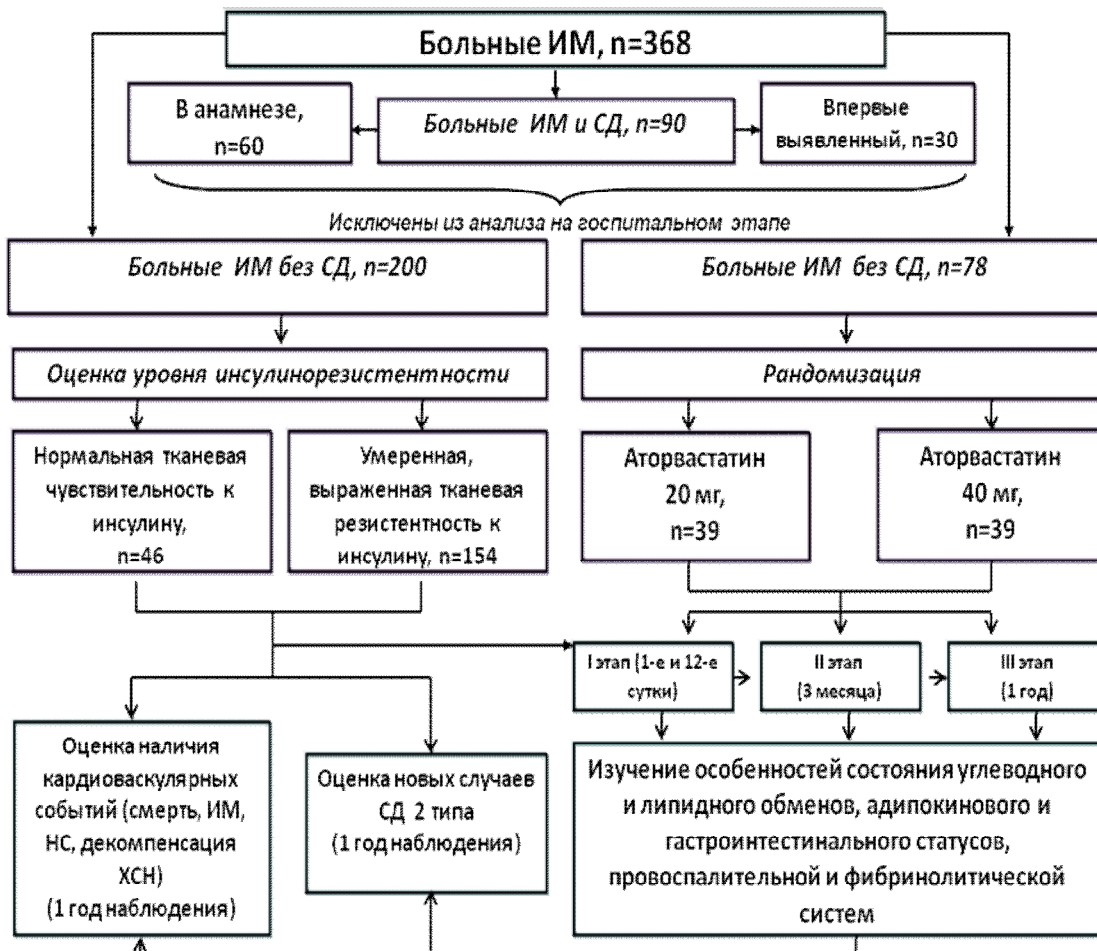 Больные ИМ, n=368
В анамнезе,
n=60
Больные ИМ и СД, n=90
Впервые
выявленный, n=30
Исключены из анализа на госпитальном этапе
Больные ИМ без СД, n=200
Больные ИМ без СД, n=78
Оценка уровня инсулинорезистентности
Рандомизация
Нормальная тканевая
чувствительность к
инсулину,
n=46
Умеренная,
выраженная тканевая
резистентность к
инсулину, n=154
Аторвастатин
20 мг,
n=39
Аторвастатин
40 мг,
n=39
I этап (1-е и 12-е
сутки)
II этап
(3 месяца)
III этап
(1 год)
Оценка наличия
кардиоваскулярных
событий (смерть, ИМ,
НС, декомпенсация
ХСН)
(1 год наблюдения)
Оценка новых случаев
СД 2 типа
(1 год наблюдения)
Изучение особенностей состояния углеводного
и липидного обменов, адипокинового и
гастроинтестинального статусов,
провоспалительной и фибринолитической
систем